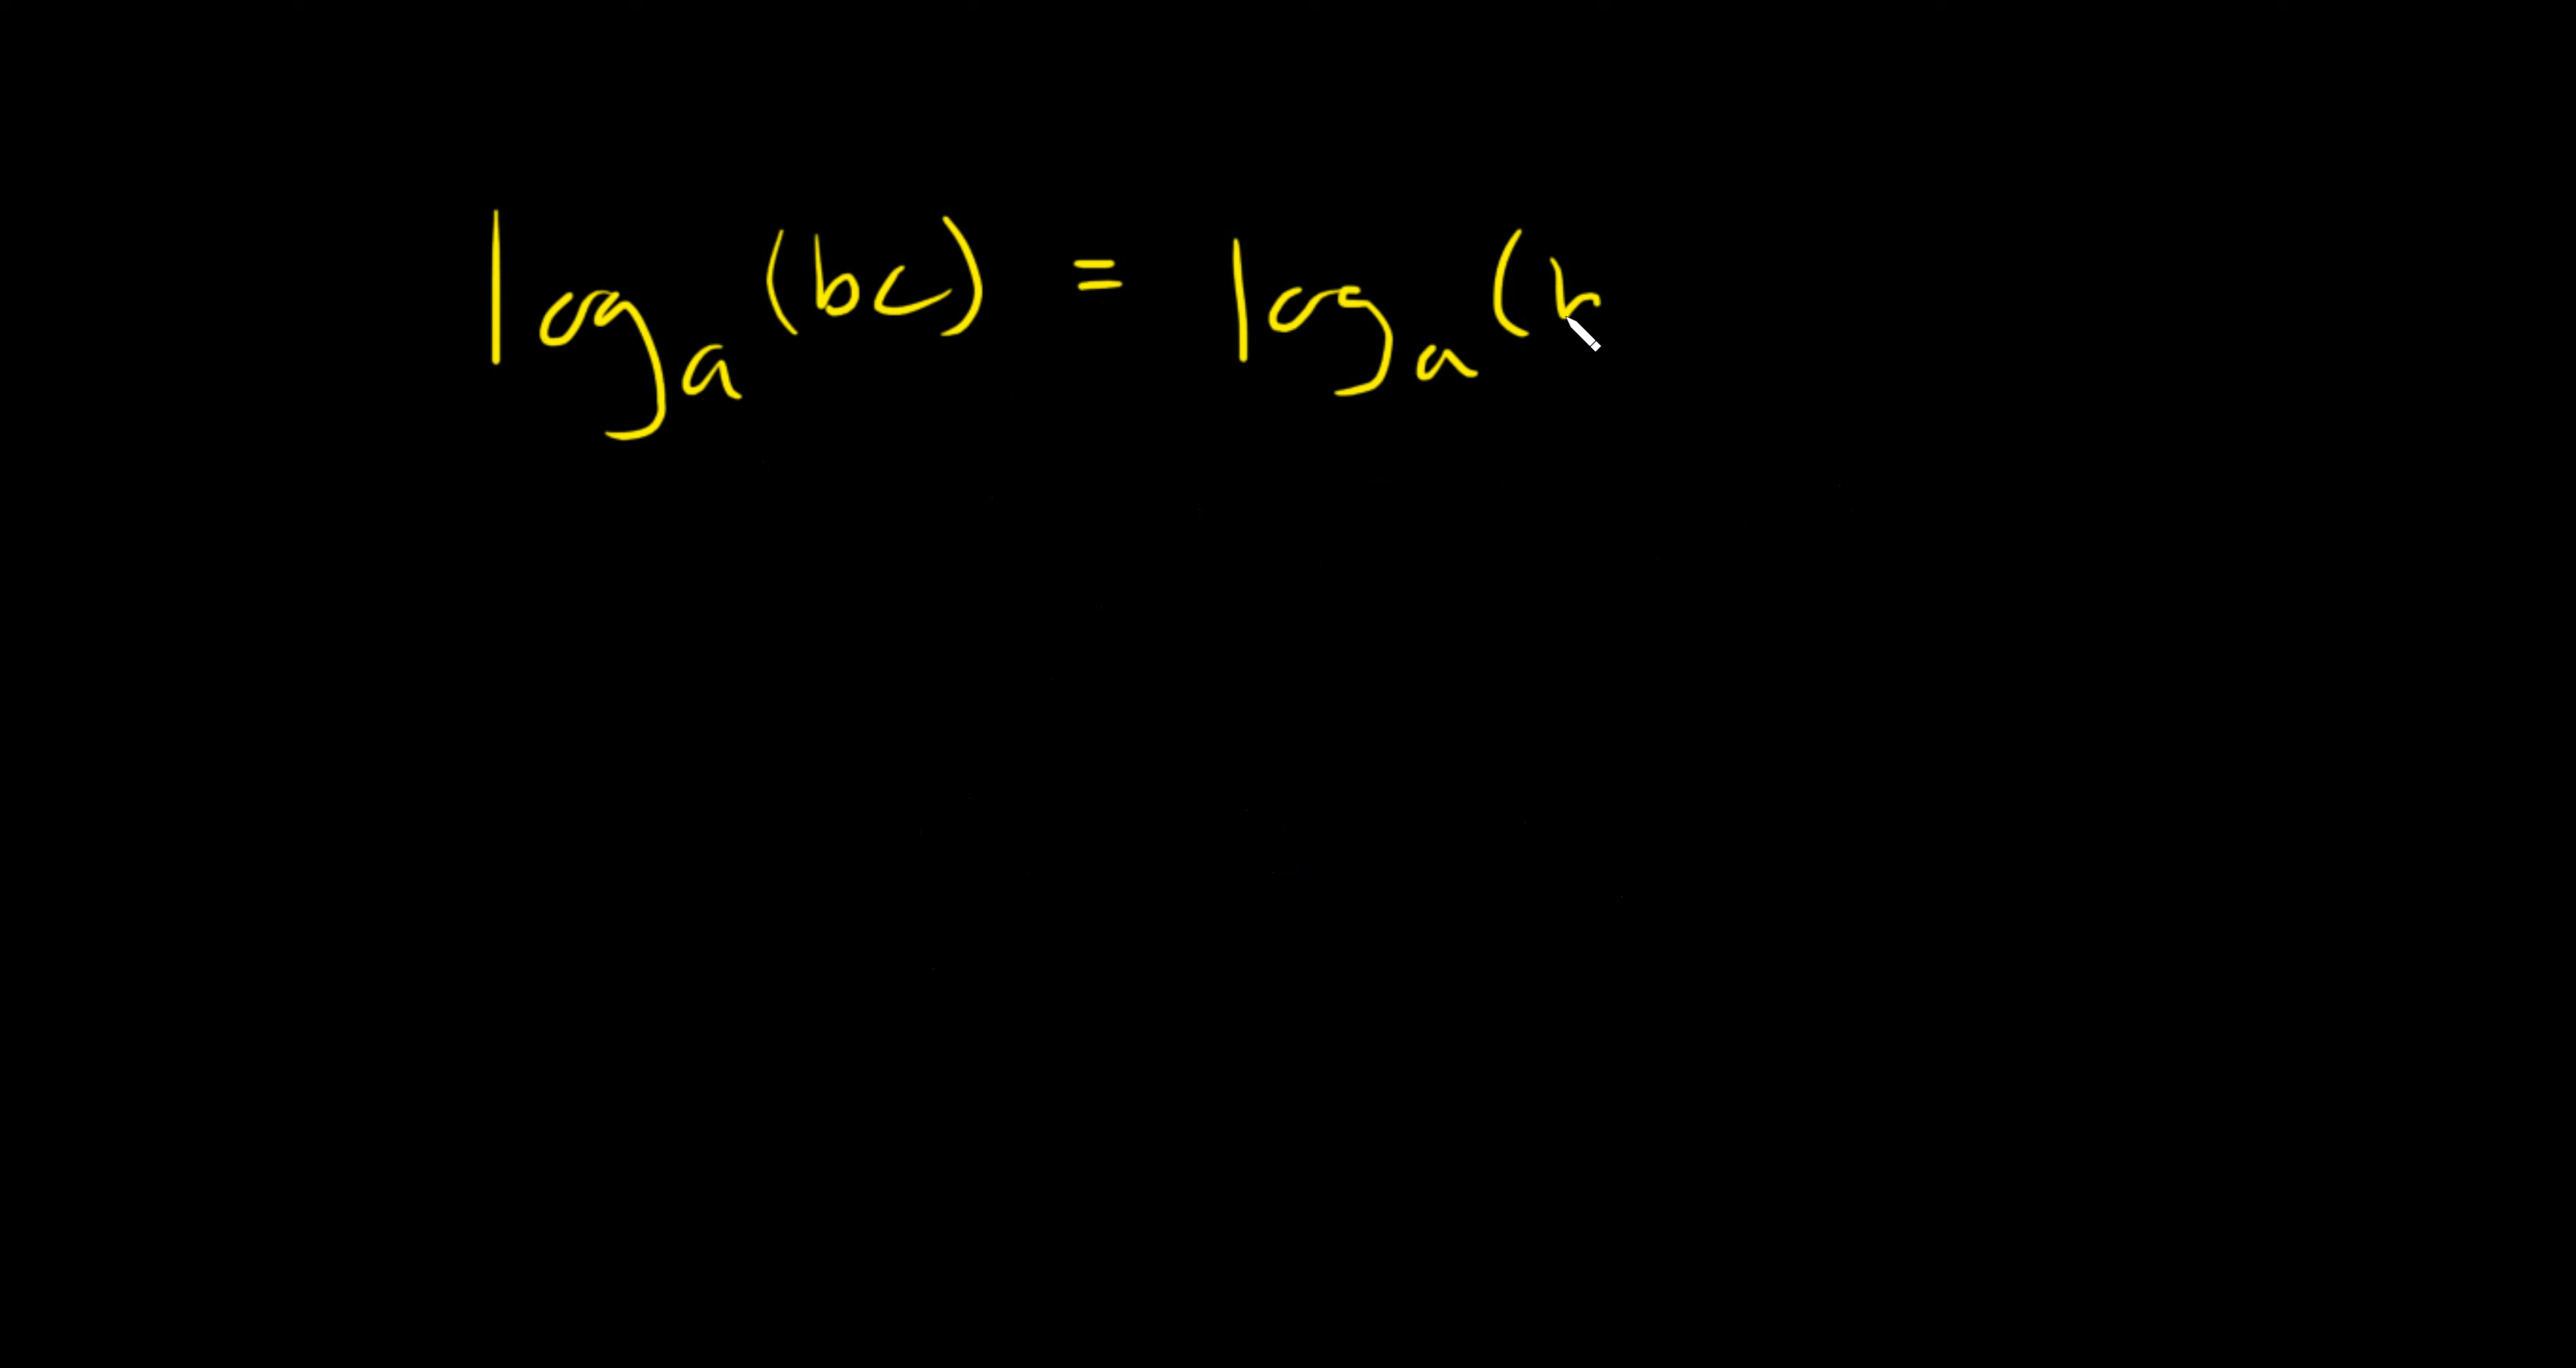 log_a (bc) = log_a (